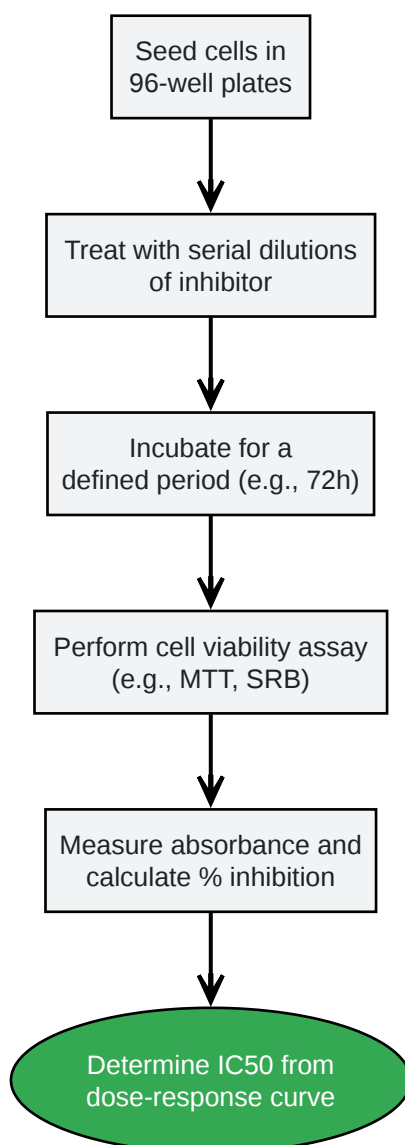 Seed cells in
96-well plates
Treat with serial dilutions
of inhibitor
Incubate for a
defined period (e.g., 72h)
Perform cell viability assay
(e.g., MTT, SRB)
Measure absorbance and
calculate % inhibition
Determine IC50 from
dose-response curve